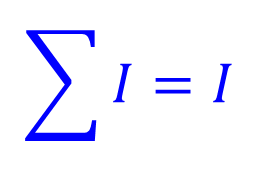 ∑ I = I